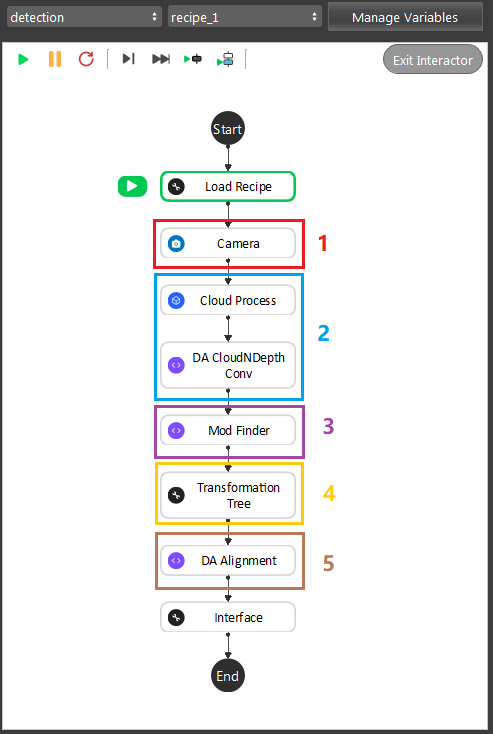 detection
recipe_1
Manage Variables
Exit Interactor
Start
Load Recipe
Camera
1
Cloud Process
2
DA CloudNDepth
Conv
Mod Finder
3
Transformation
Tree
4
DA Alignment
5
Interface
End